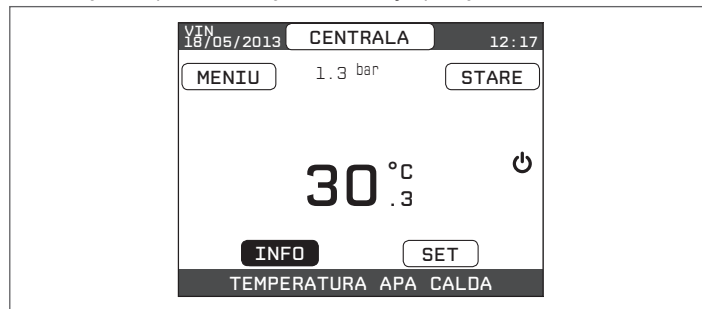 VIN
18/05/2013 CENTRALA 12:17
MENIU 1.3 bar STARE
30.3 °C
INFO SET
TEMPERATURA APA CALDA